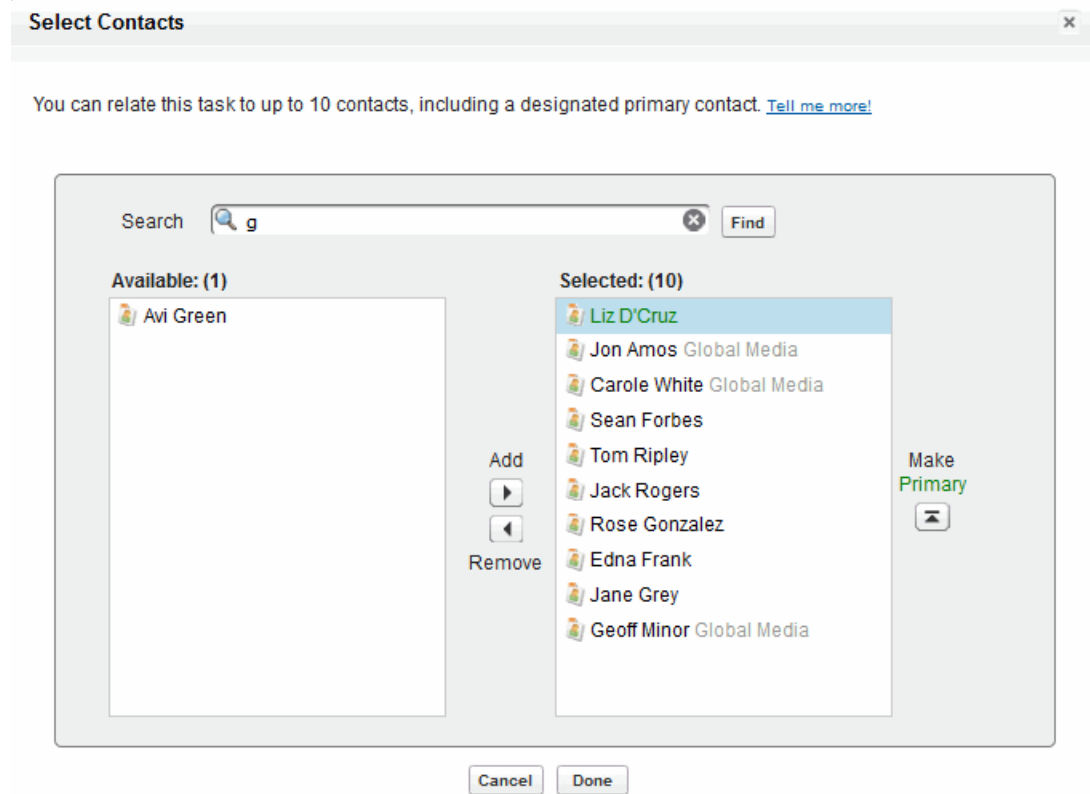 Select Contacts
You can relate this task to up to 10 contacts, including a designated primary contact. Tell me more!
Search g Find
Available: (1)
Avi Green
Add
Remove
Selected: (10)
Liz D'Cruz
Jon Amos Global Media
Carole White Global Media
Sean Forbes
Tom Ripley
Jack Rogers
Rose Gonzalez
Edna Frank
Jane Grey
Geoff Minor Global Media
Make
Primary
Cancel Done